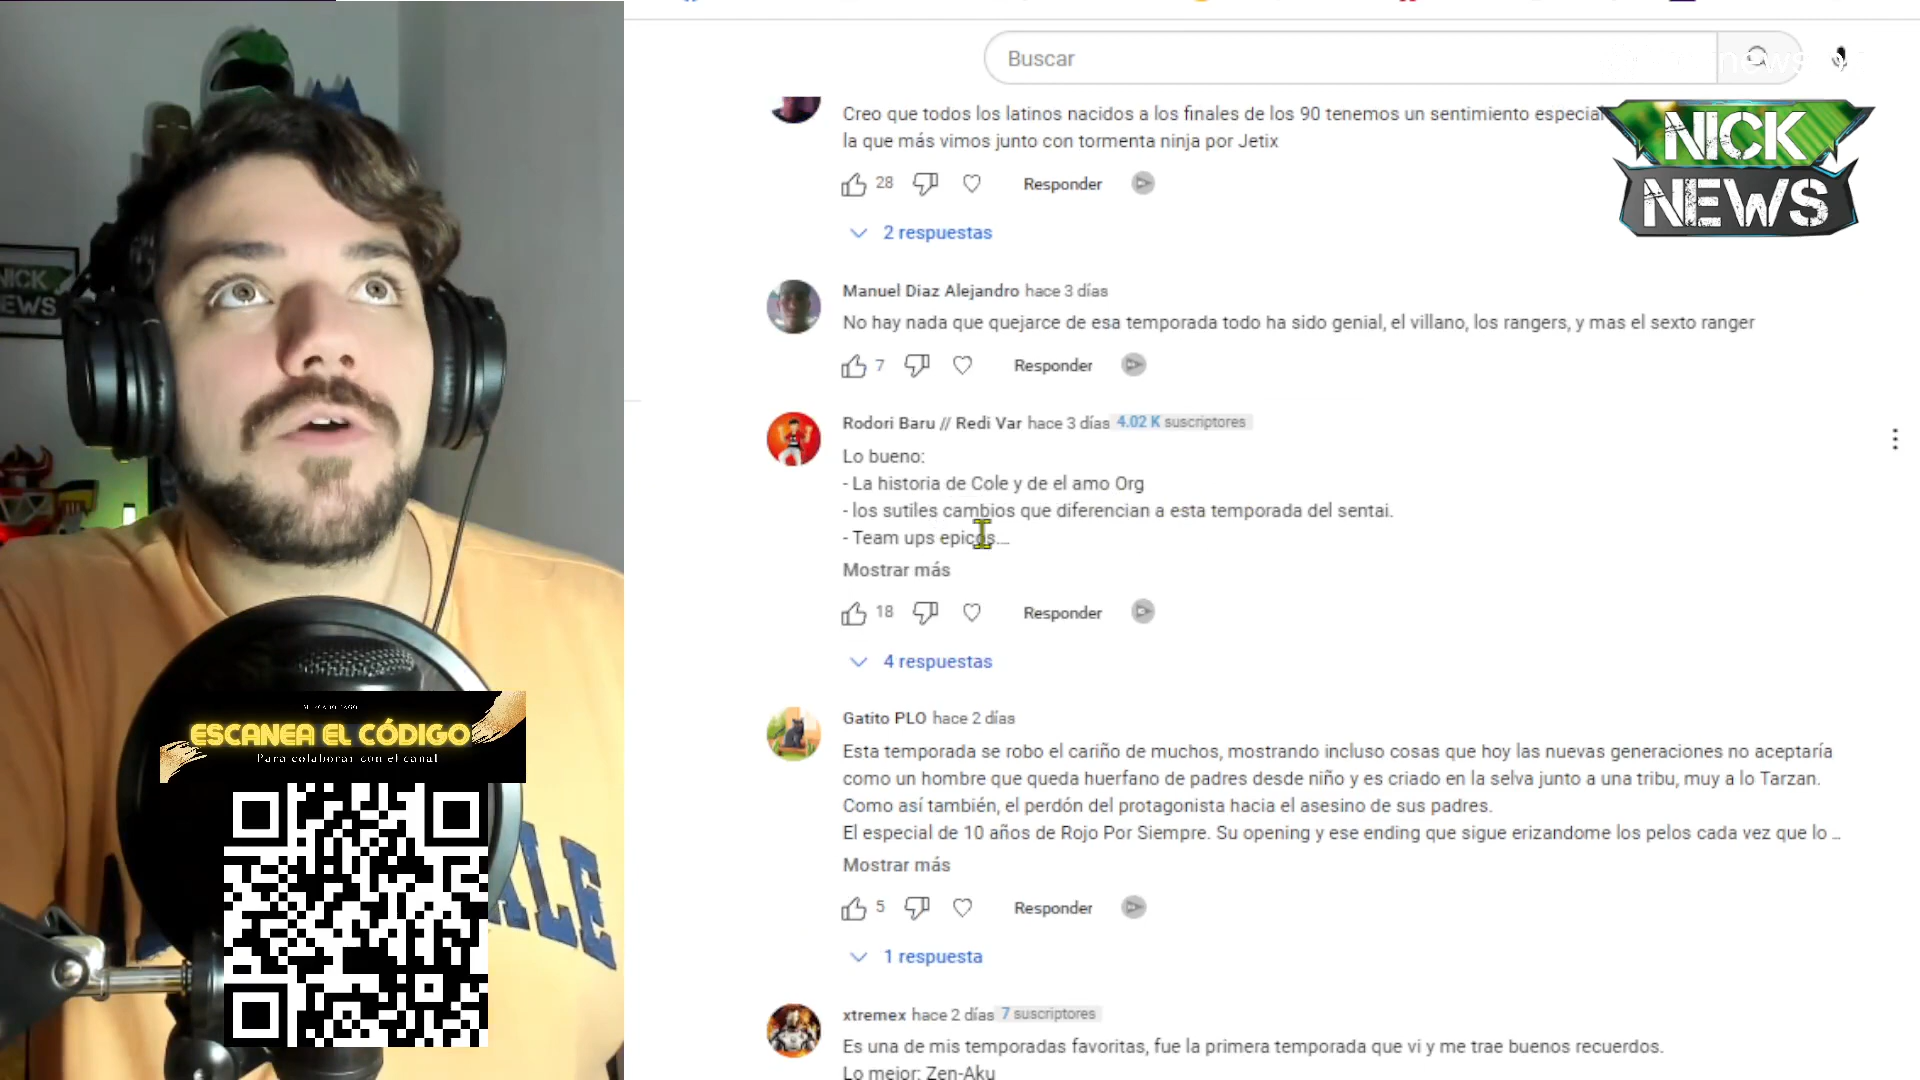 Buscar
NICK
NEWS
Creo que todos los latinos nacidos a los finales de los 90 tenemos un sentimiento especial
la que más vimos junto con tormenta ninja por Jetix
28
Responder
2 respuestas
Manuel Diaz Alejandro hace 3 días
No hay nada que quejarce de esa temporada todo ha sido genial, el villano, los rangers, y mas el sexto ranger
7
Responder
Rodori Baru // Redi Var hace 3 días 4.02 K suscriptores
Lo bueno:
- La historia de Cole y de el amo Org
- los sutiles cambios que diferencian a esta temporada del sentai.
- Team ups epicos...
Mostrar más
18
Responder
4 respuestas
Gatito PLO hace 2 días
Esta temporada se robo el cariño de muchos, mostrando incluso cosas que hoy las nuevas generaciones no aceptaría
como un hombre que queda huerfano de padres desde niño y es criado en la selva junto a una tribu, muy a lo Tarzan.
Como así también, el perdón del protagonista hacia el asesino de sus padres.
El especial de 10 años de Rojo Por Siempre. Su opening y ese ending que sigue erizandome los pelos cada vez que lo ...
Mostrar más
5
Responder
1 respuesta
xtremex hace 2 días 7 suscriptores
Es una de mis temporadas favoritas, fue la primera temporada que vi y me trae buenos recuerdos.
Lo mejor: Zen-Aku
NICK
NEWS
ESCANEA EL CÓDIGO
Para colaborar con el canal
ALE